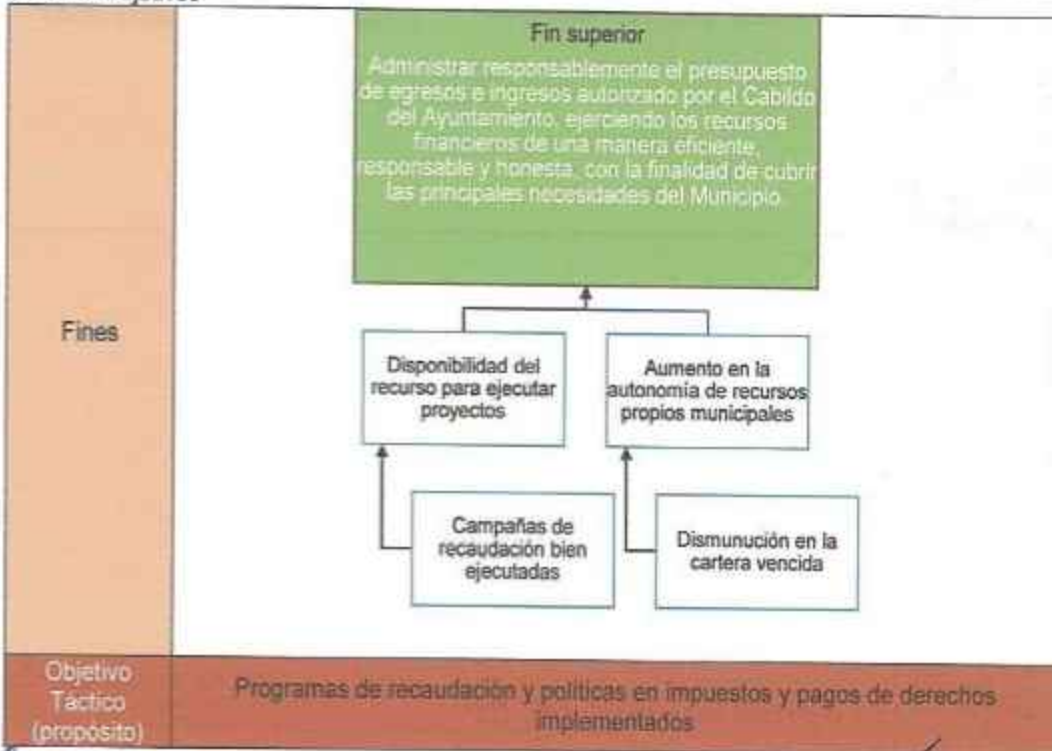 Fin superior
Administrar responsablemente el presupuesto
de egresos e ingresos autorizado por el Cabildo
del Ayuntamiento, ejerciendo los recursos
financieros de una manera eficiente,
responsable y honesta, con la finalidad de cubrir
las principales necesidades del Municipio.
Fines
Disponibilidad del
recurso para ejecutar
proyectos
Aumento en la
autonomía de recursos
propios municipales
Campañas de
recaudación bien
ejecutadas
Dismunución en la
cartera vencida
Objetivo
Táctico
(propósito)
Programas de recaudación y políticas en impuestos y pagos de derechos
implementados